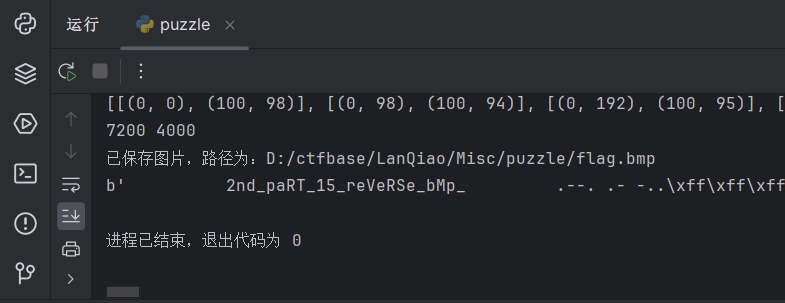 运行 puzzle ×
[[(0, 0), (100, 98)], [(0, 98), (100, 94)], [(0, 192), (100, 95)], [
7200 4000
已保存图片，路径为：D:/ctfbase/LanQiao/Misc/puzzle/flag.bmp
b'          2nd_paRT_15_reVeRSe_bMp_          .--. .- -..\xff\xff\xff
进程已结束，退出代码为 0